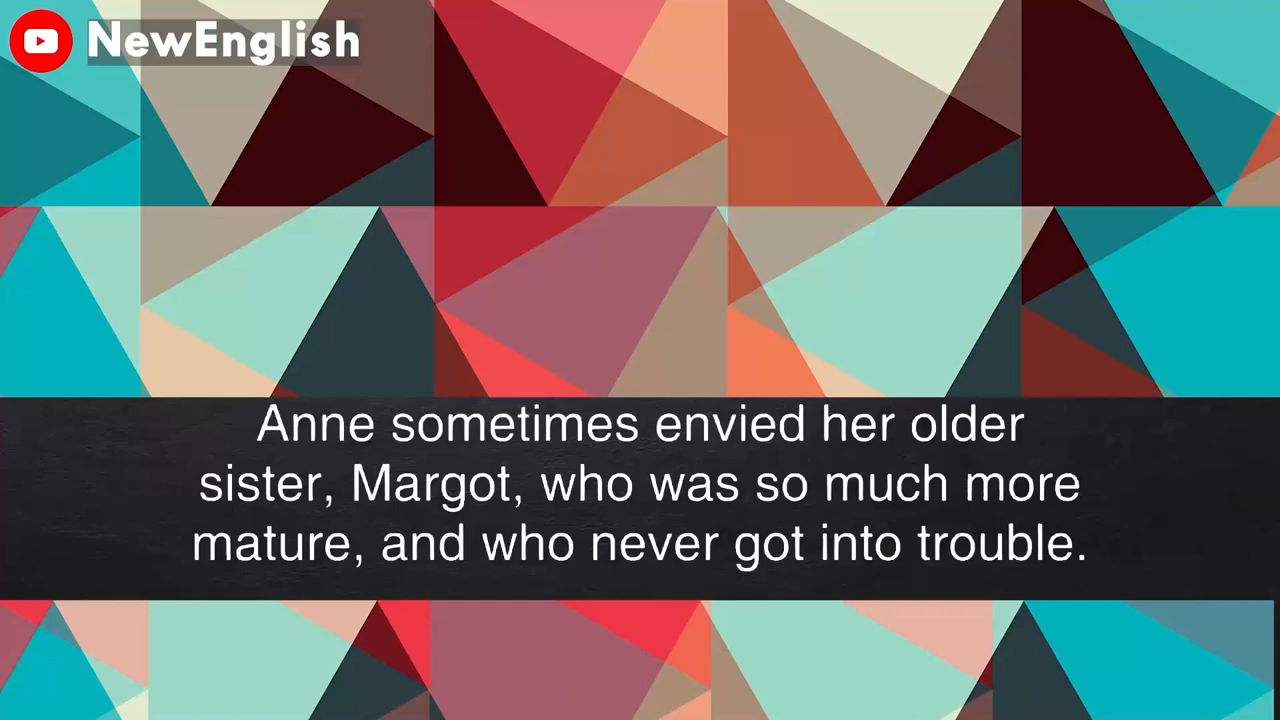 NewEnglish
Anne sometimes envied her older
sister, Margot, who was so much more
mature, and who never got into trouble.